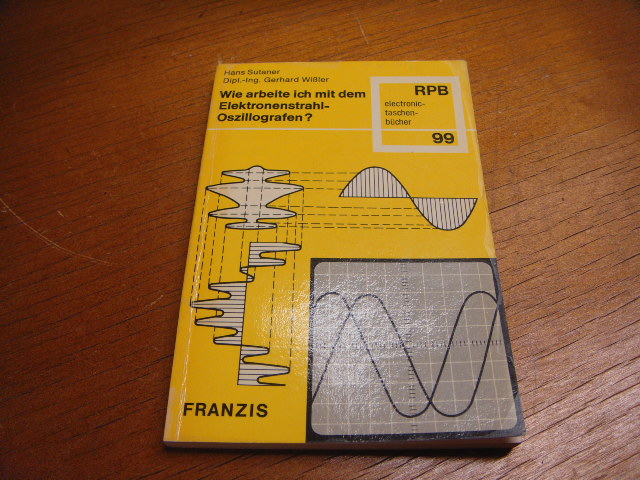 Hans Sutaner
Dipl.-Ing. Gerhard Wißler
Wie arbeite ich mit dem
Elektronenstrahl-
Oszillografen?
RPB
electronic-
taschen-
bücher
99
FRANZIS